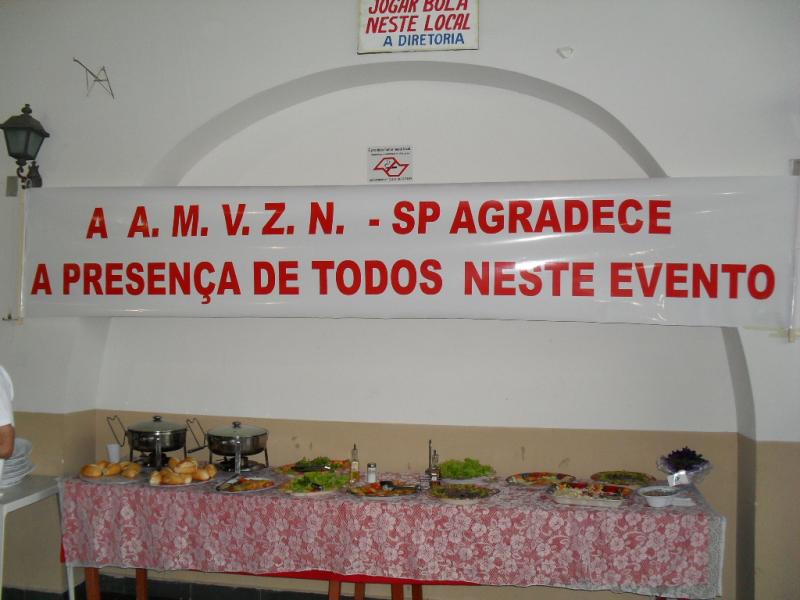 JOGAR BOLA
NESTE LOCAL
A DIRETORIA
A A. M. V. Z. N. - SP AGRADECE
A PRESENÇA DE TODOS NESTE EVENTO